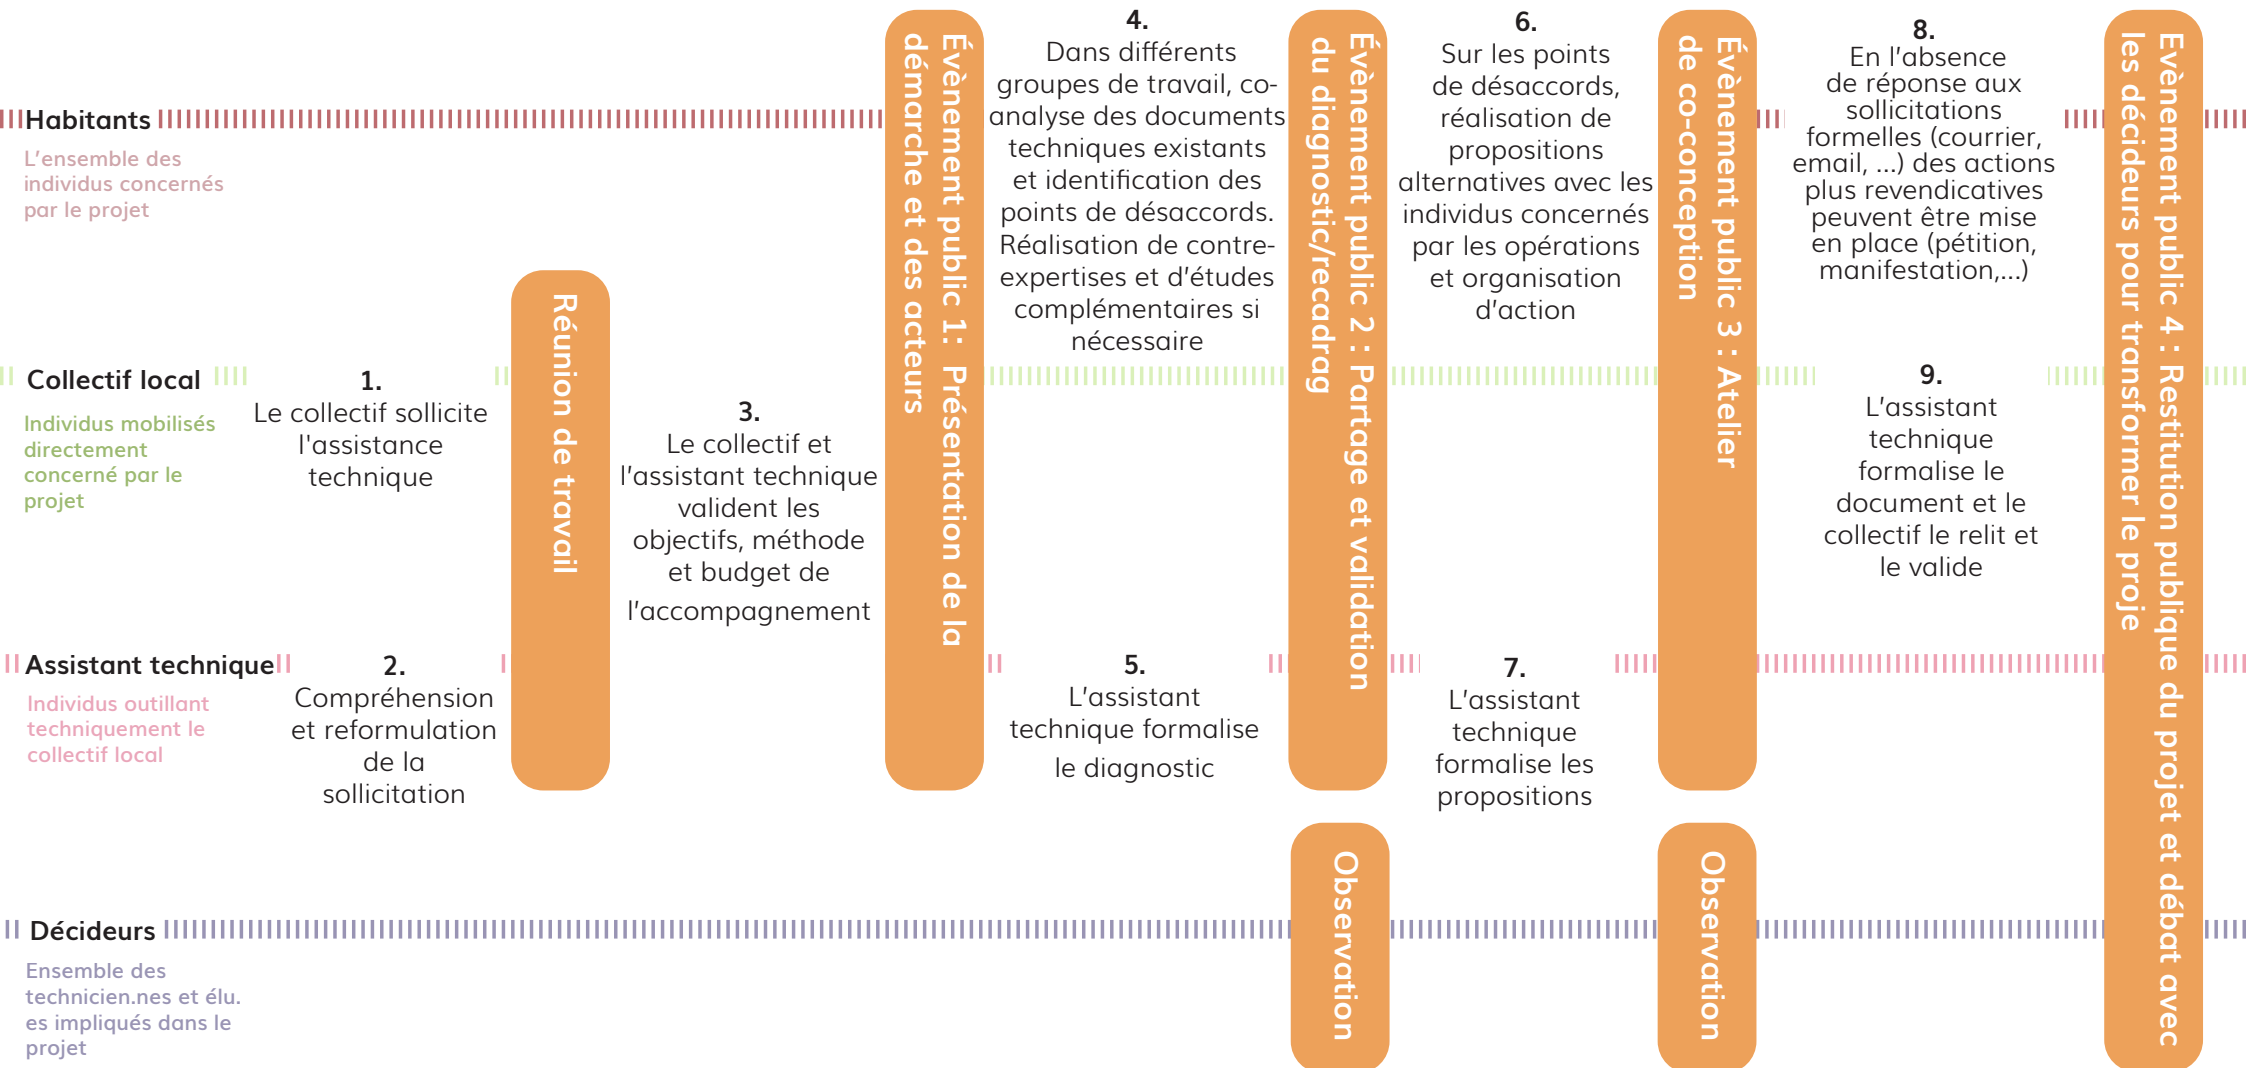 Habitants
L'ensemble des
individus concernés
par le projet
Collectif local
Individus mobilisés
directement
concerné par le
projet
Assistant technique
Individus outillant
techniquement le
collectif local
Décideurs
Ensemble des
technicien.nes et élu.
es impliqués dans le
projet
1.
Le collectif sollicite
l'assistance
technique
2.
Compréhension
et reformulation
de la
sollicitation
Réunion de travail
3.
Le collectif et
l'assistant technique
valident les
objectifs, méthode
et budget de
l'accompagnement
Évènement public 1:  Présentation de la
démarche et des acteurs
4.
Dans différents
groupes de travail, co-
analyse des documents
techniques existants
et identification des
points de désaccords.
Réalisation de contre-
expertises et d'études
complémentaires si
nécessaire
5.
L'assistant
technique formalise
le diagnostic
Évènement public 2 : Partage et validation
du diagnostic/recadrag
Observation
6.
Sur les points
de désaccords,
réalisation de
propositions
alternatives avec les
individus concernés
par les opérations
et organisation
d'action
7.
L'assistant
technique
formalise les
propositions
Évènement public 3 : Atelier
de co-conception
Observation
8.
En l'absence
de réponse aux
sollicitations
formelles (courrier,
email, ...) des actions
plus revendicatives
peuvent être mise
en place (pétition,
manifestation,...)
9.
L'assistant
technique
formalise le
document et le
collectif le relit et
le valide
Evènement public 4 : Restitution publique du projet et débat avec
les décideurs pour transformer le proje